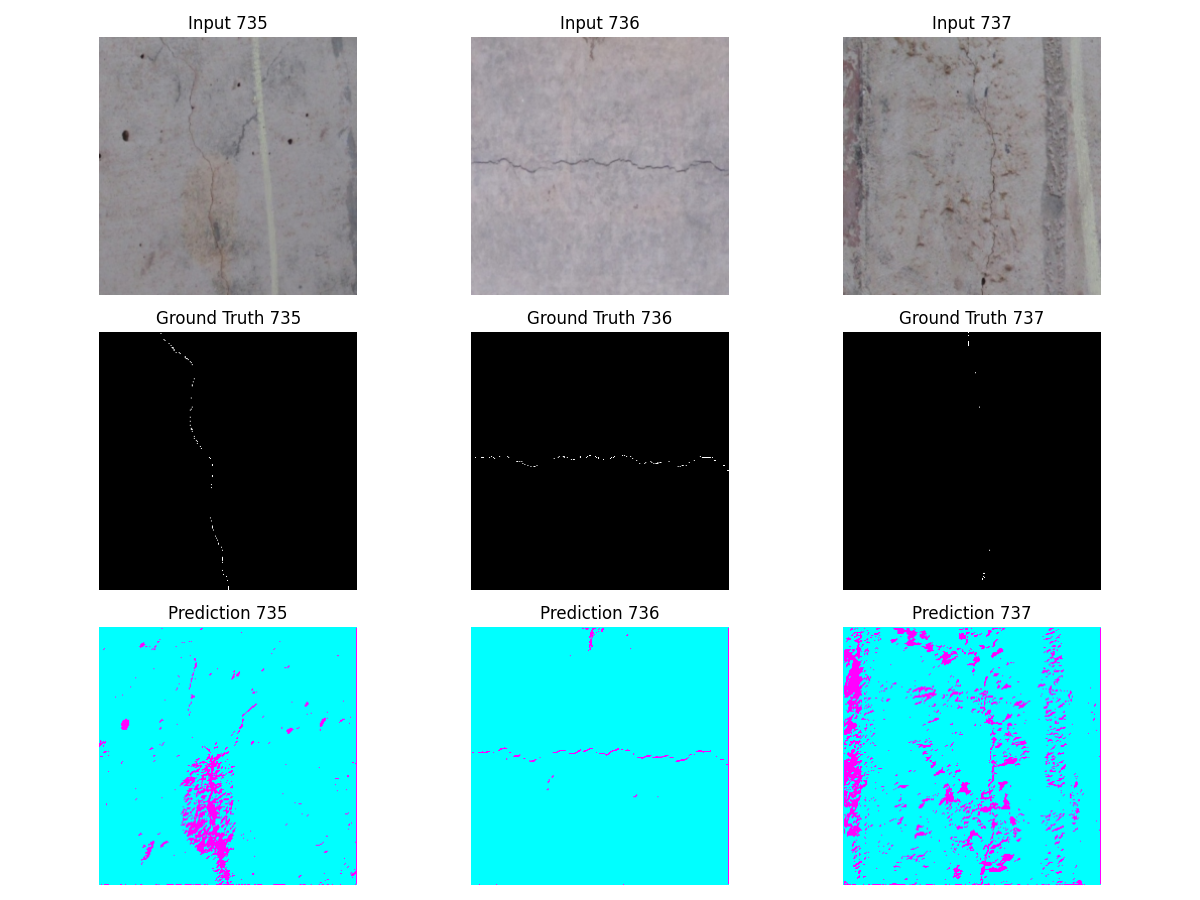 Input 735
Input 736
Input 737
Ground Truth 735
Ground Truth 736
Ground Truth 737
Prediction 735
Prediction 736
Prediction 737